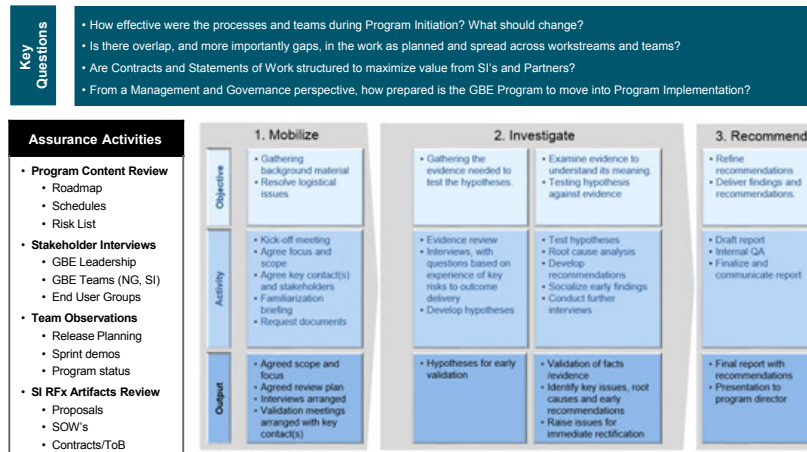 Key
Questions
• How effective were the processes and teams during Program Initiation? What should change?
• Is there overlap, and more importantly gaps, in the work as planned and spread across workstreams and teams?
• Are Contracts and Statements of Work structured to maximize value from SI's and Partners?
• From a Management and Governance perspective, how prepared is the GBE Program to move into Program Implementation?
Assurance Activities
• Program Content Review
• Roadmap
• Schedules
• Risk List
• Stakeholder Interviews
• GBE Leadership
• GBE Teams (NG, SI)
• End User Groups
• Team Observations
• Release Planning
• Sprint demos
• Program status
• SI RFx Artifacts Review
• Proposals
• SOW's
• Contracts/ToB
1. Mobilize
2. Investigate
3. Recommend
Objective
• Gathering
background material
• Resolve logistical
issues
• Gathering the
evidence needed to
test the hypotheses.
• Examine evidence to
understand its meaning.
• Testing hypothesis
against evidence
• Refine
recommendations
• Deliver findings and
recommendations.
Activity
• Kick-off meeting
• Agree focus and
scope
• Agree key contact(s)
and stakeholders
• Familiarization
briefing
• Request documents
• Evidence review
• Interviews, with
questions based on
experience of key
risks to outcome
delivery
• Develop hypotheses
• Test hypotheses
• Root cause analysis
• Develop
recommendations
• Socialize early findings
• Conduct further
interviews
• Draft report
• Internal QA
• Finalize and
communicate report
Output
• Agreed scope and
focus
• Agreed review plan
• Interviews arranged
• Validation meetings
arranged with key
contact(s)
• Hypotheses for early
validation
• Validation of facts
/evidence
• Identify key issues, root
causes and early
recommendations
• Raise issues for
immediate rectification
• Final report with
recommendations
• Presentation to
program director